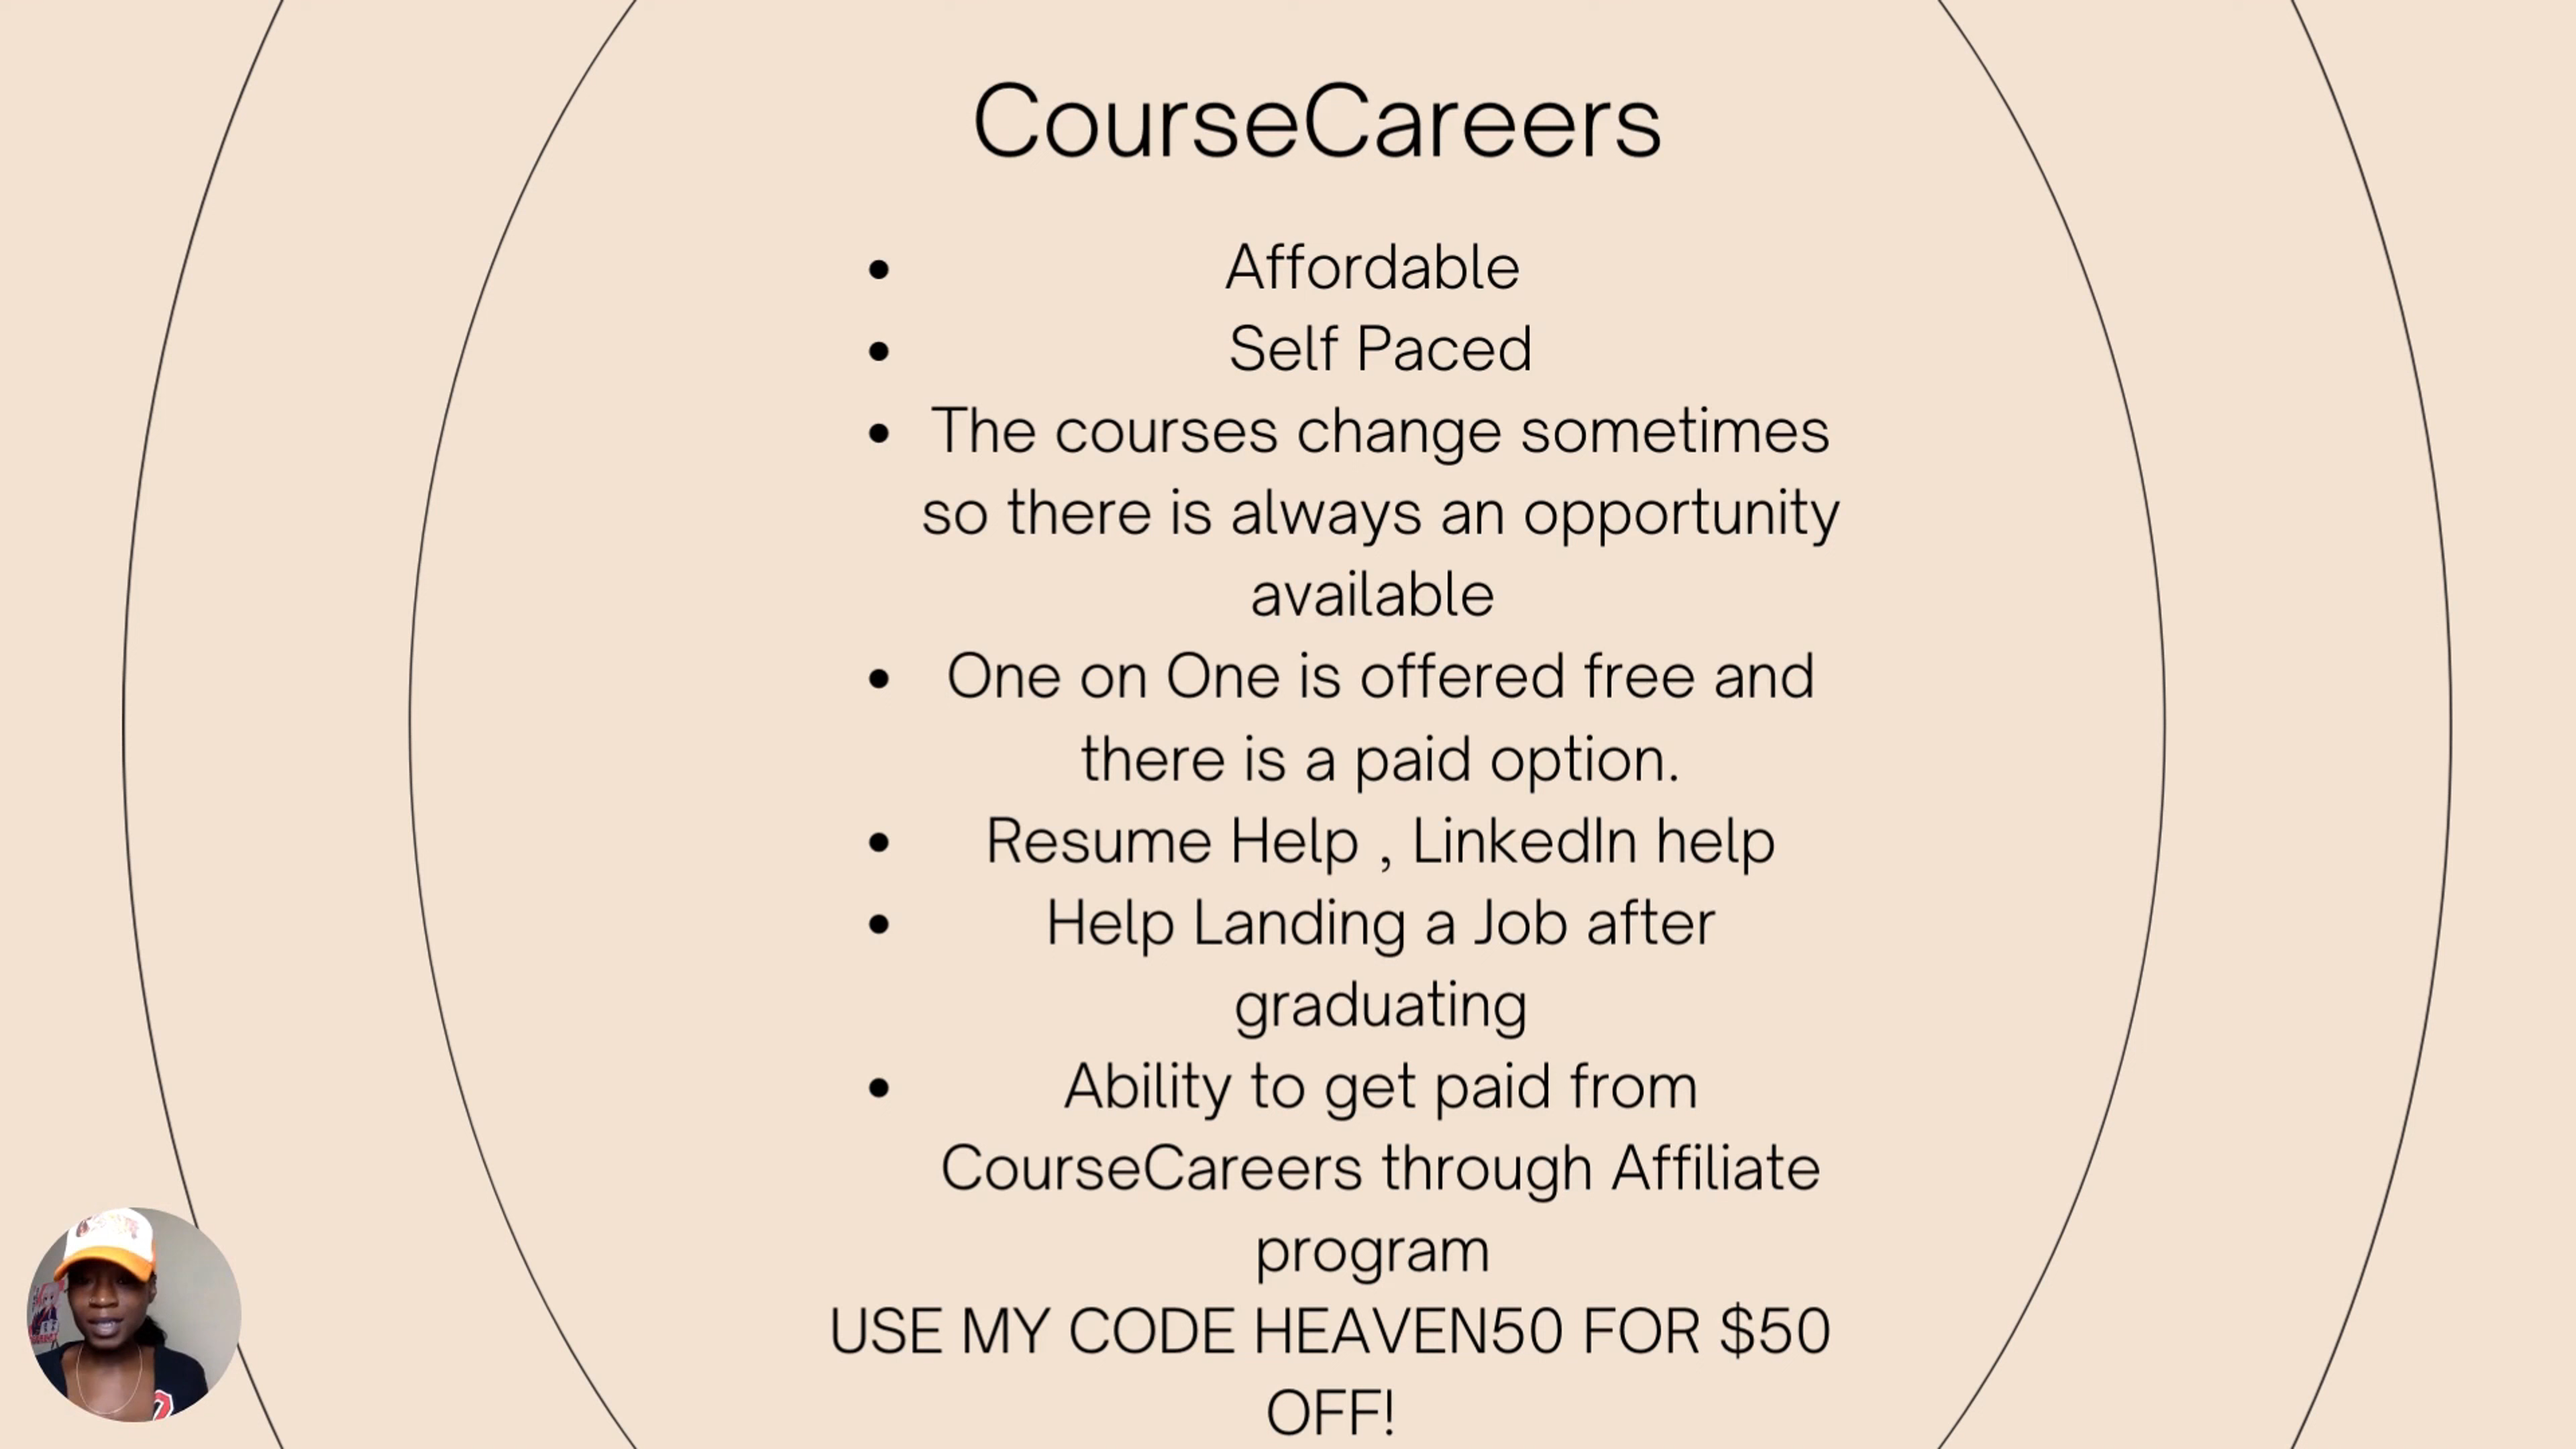 CourseCareers
• Affordable
• Self Paced
• The courses change sometimes
so there is always an opportunity
available
• One on One is offered free and
there is a paid option.
• Resume Help , LinkedIn help
• Help Landing a Job after
graduating
• Ability to get paid from
CourseCareers through Affiliate
program
USE MY CODE HEAVEN50 FOR $50
OFF!